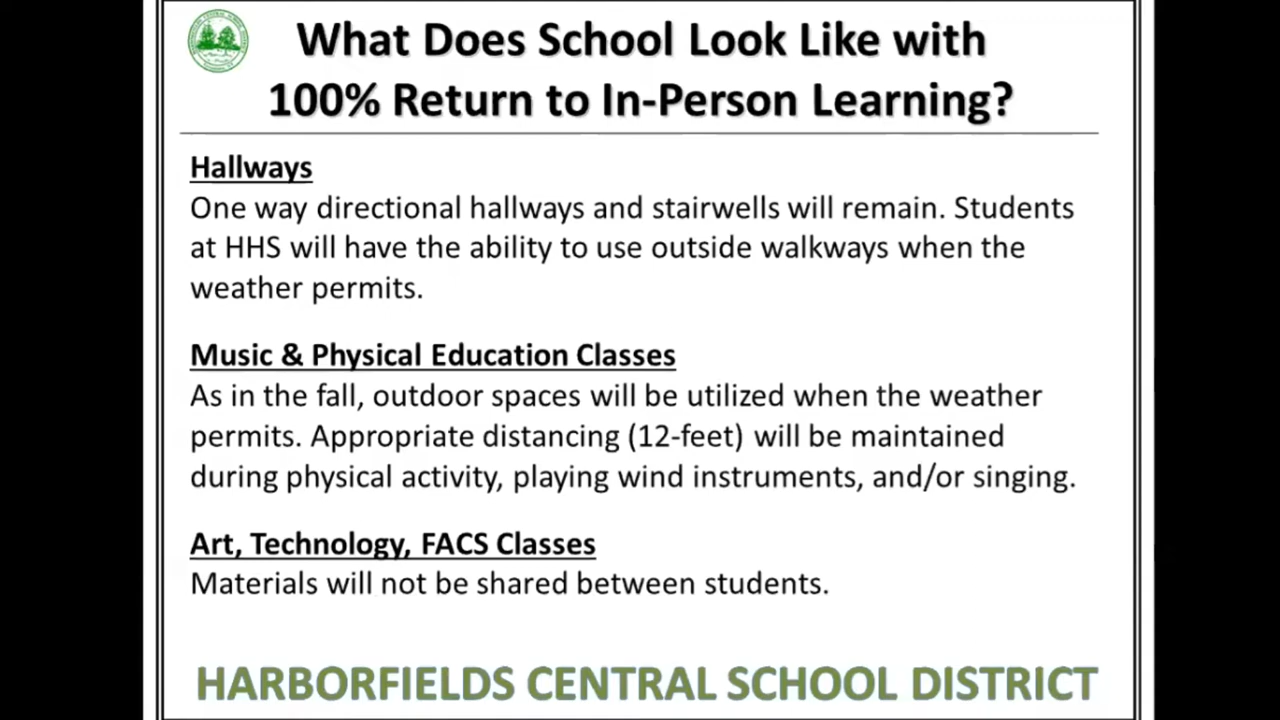 What Does School Look Like with
100% Return to In-Person Learning?
Hallways
One way directional hallways and stairwells will remain. Students
at HHS will have the ability to use outside walkways when the
weather permits.
Music & Physical Education Classes
As in the fall, outdoor spaces will be utilized when the weather
permits. Appropriate distancing (12-feet) will be maintained
during physical activity, playing wind instruments, and/or singing.
Art, Technology, FACS Classes
Materials will not be shared between students.
HARBORFIELDS CENTRAL SCHOOL DISTRICT